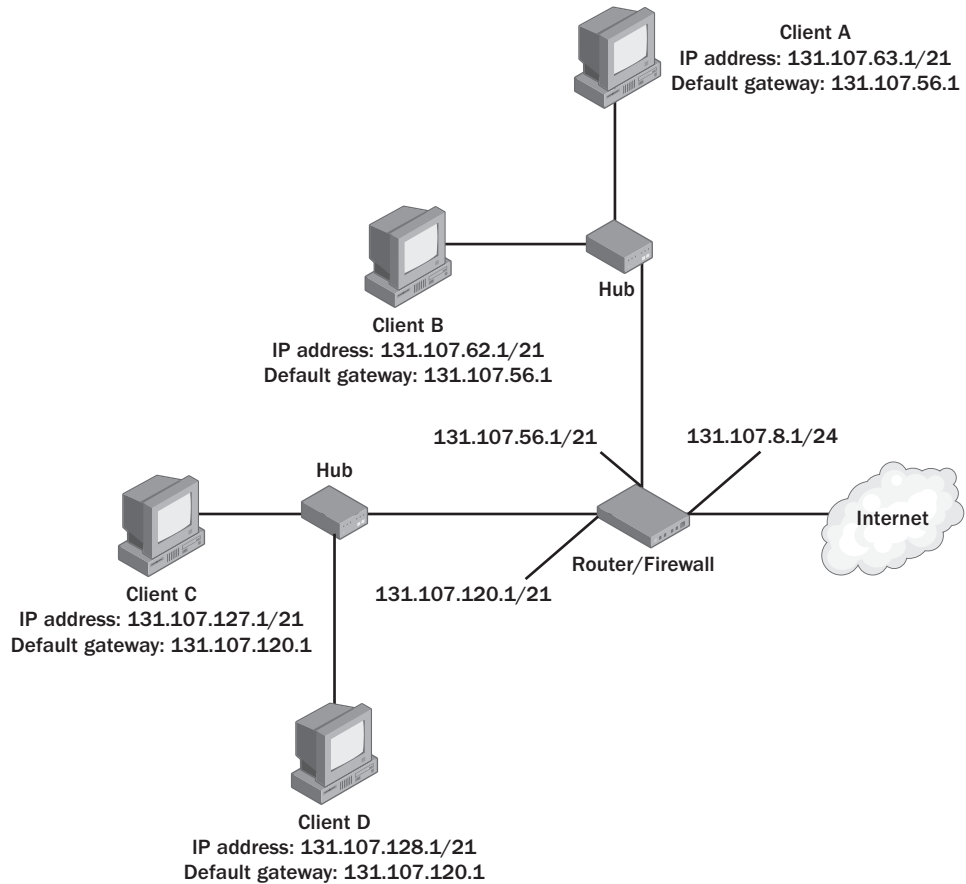 Client A
IP address: 131.107.63.1/21
Default gateway: 131.107.56.1
Hub
Client B
IP address: 131.107.62.1/21
Default gateway: 131.107.56.1
131.107.56.1/21
131.107.8.1/24
Hub
Internet
Router/Firewall
131.107.120.1/21
Client C
IP address: 131.107.127.1/21
Default gateway: 131.107.120.1
Client D
IP address: 131.107.128.1/21
Default gateway: 131.107.120.1